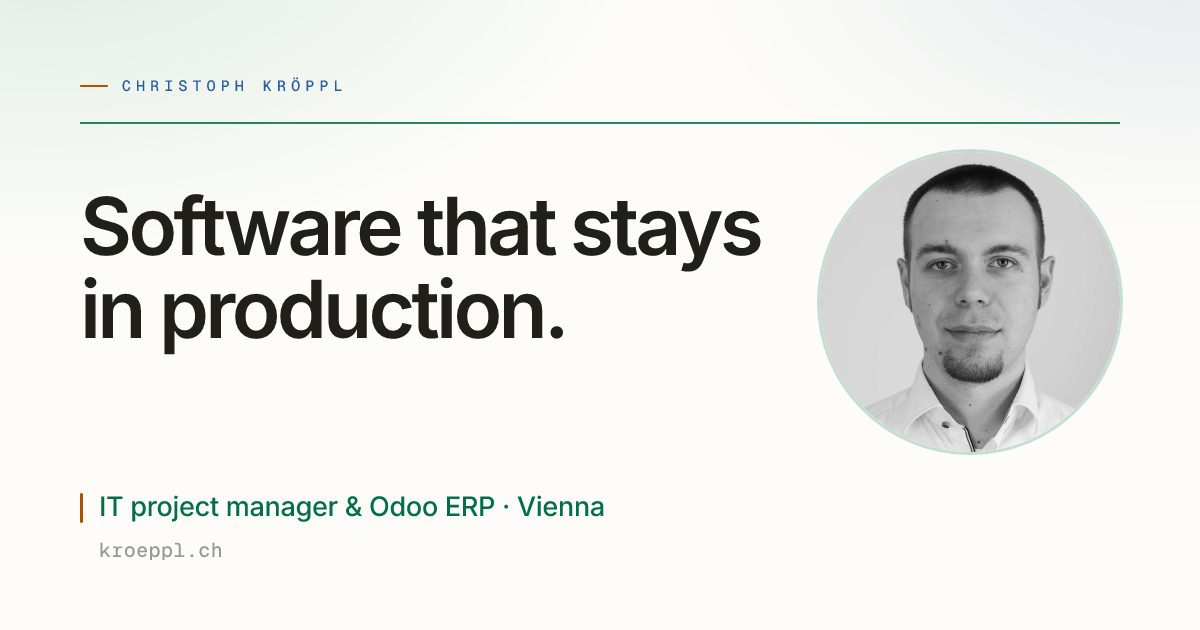 CHRISTOPH KRÖPPL
Software that stays
in production.
IT project manager & Odoo ERP · Vienna
kroeppl.ch